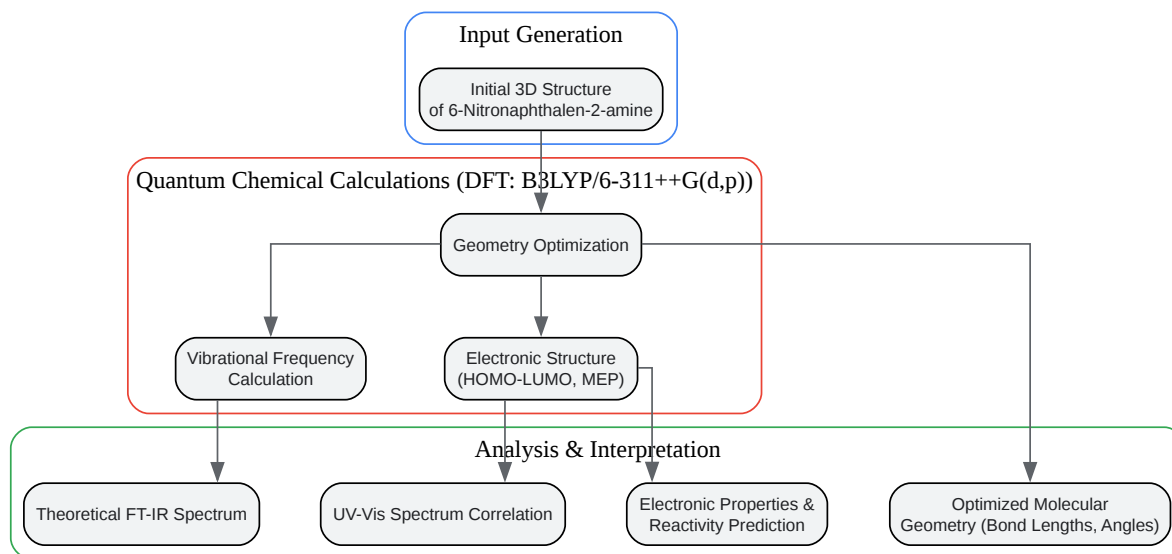 Input Generation
Initial 3D Structure
of 6-Nitronaphthalen-2-amine
Quantum Chemical Calculations (DFT: B3LYP/6-311++G(d,p))
Geometry Optimization
Vibrational Frequency
Calculation
Electronic Structure
(HOMO-LUMO, MEP)
Analysis & Interpretation
Theoretical FT-IR Spectrum
UV-Vis Spectrum Correlation
Electronic Properties &
Reactivity Prediction
Optimized Molecular
Geometry (Bond Lengths, Angles)